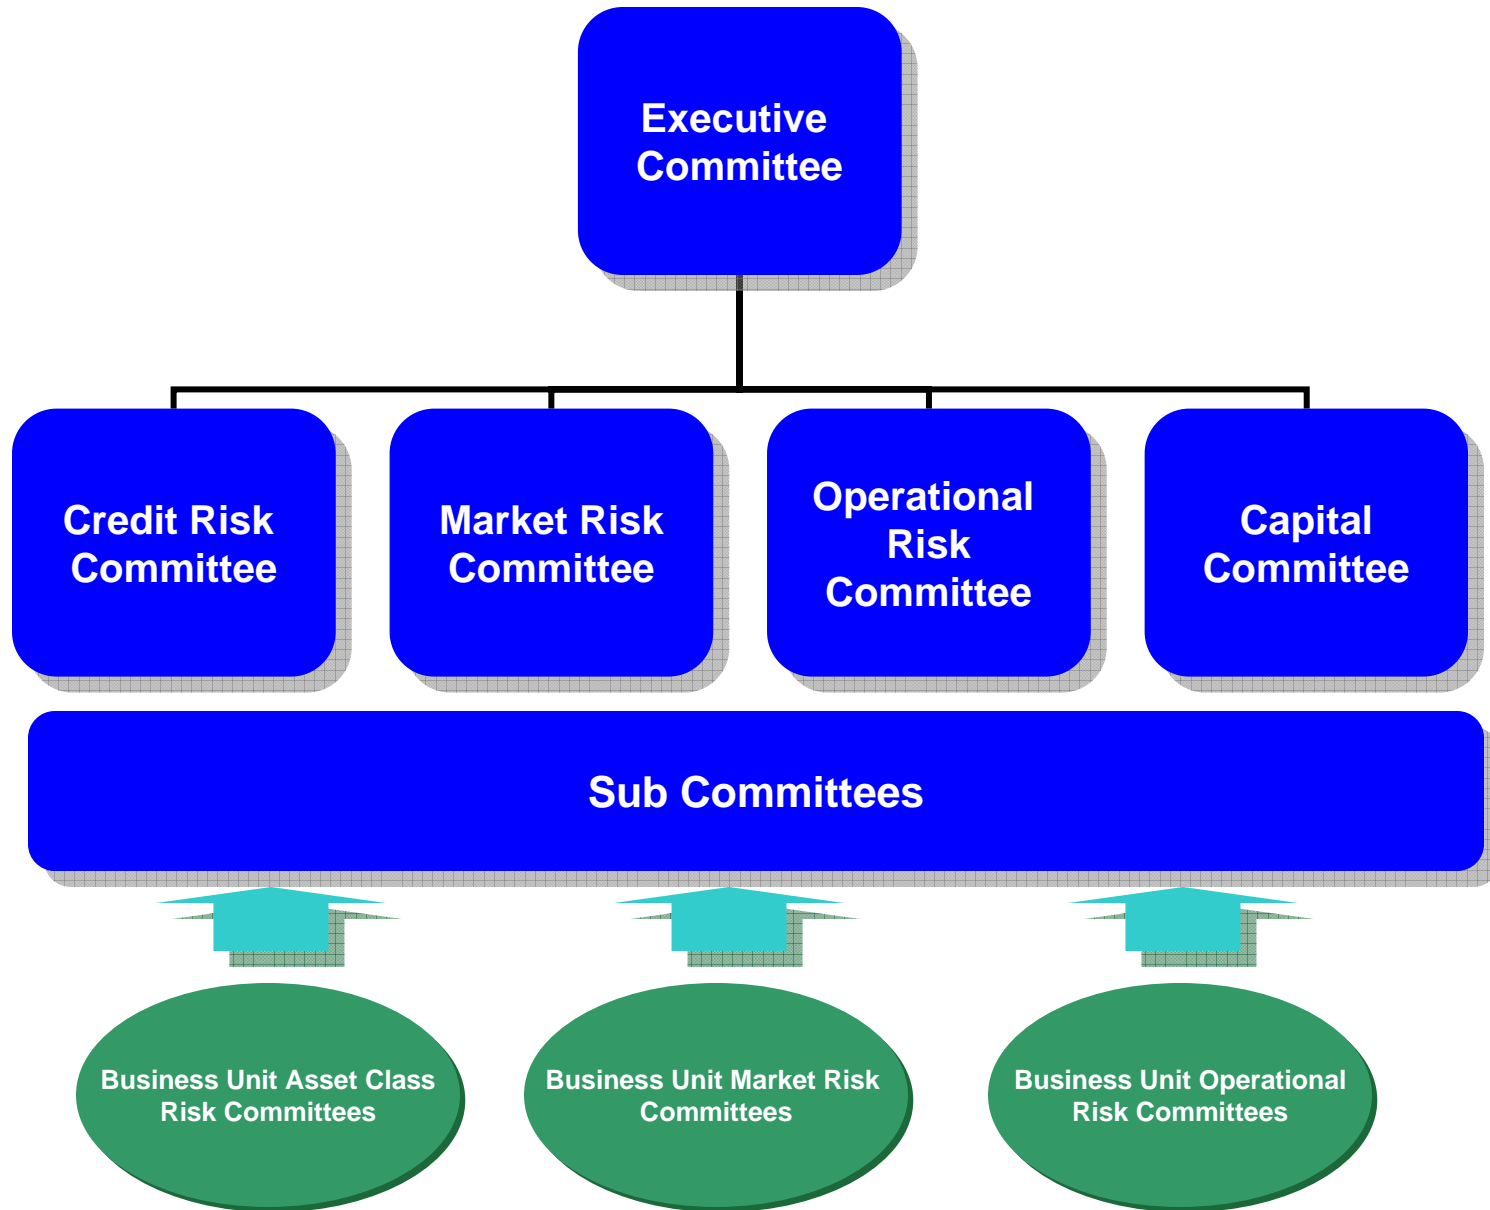 Executive
Committee
Credit Risk
Committee
Market Risk
Committee
Operational
Risk
Committee
Capital
Committee
Sub Committees
Business Unit Asset Class
Risk Committees
Business Unit Market Risk
Committees
Business Unit Operational
Risk Committees